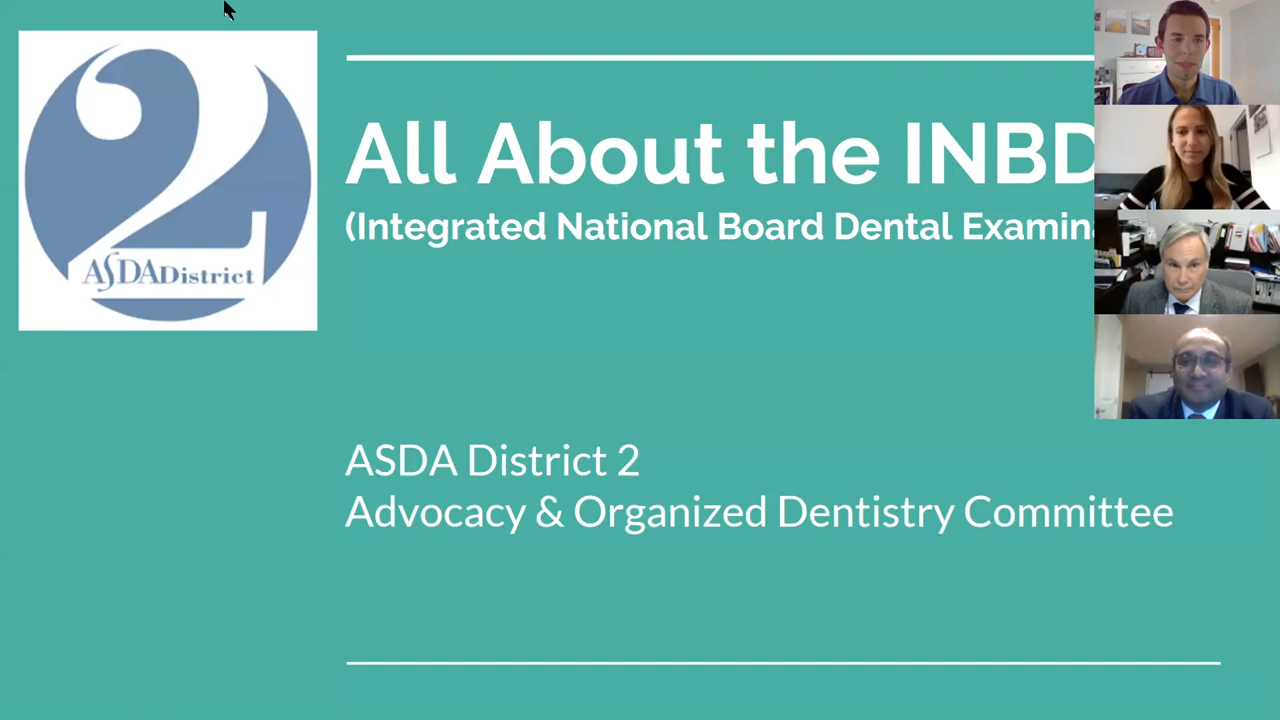 2
ASDADistrict
All About the INBD
(Integrated National Board Dental Examin
ASDA District 2
Advocacy & Organized Dentistry Committee